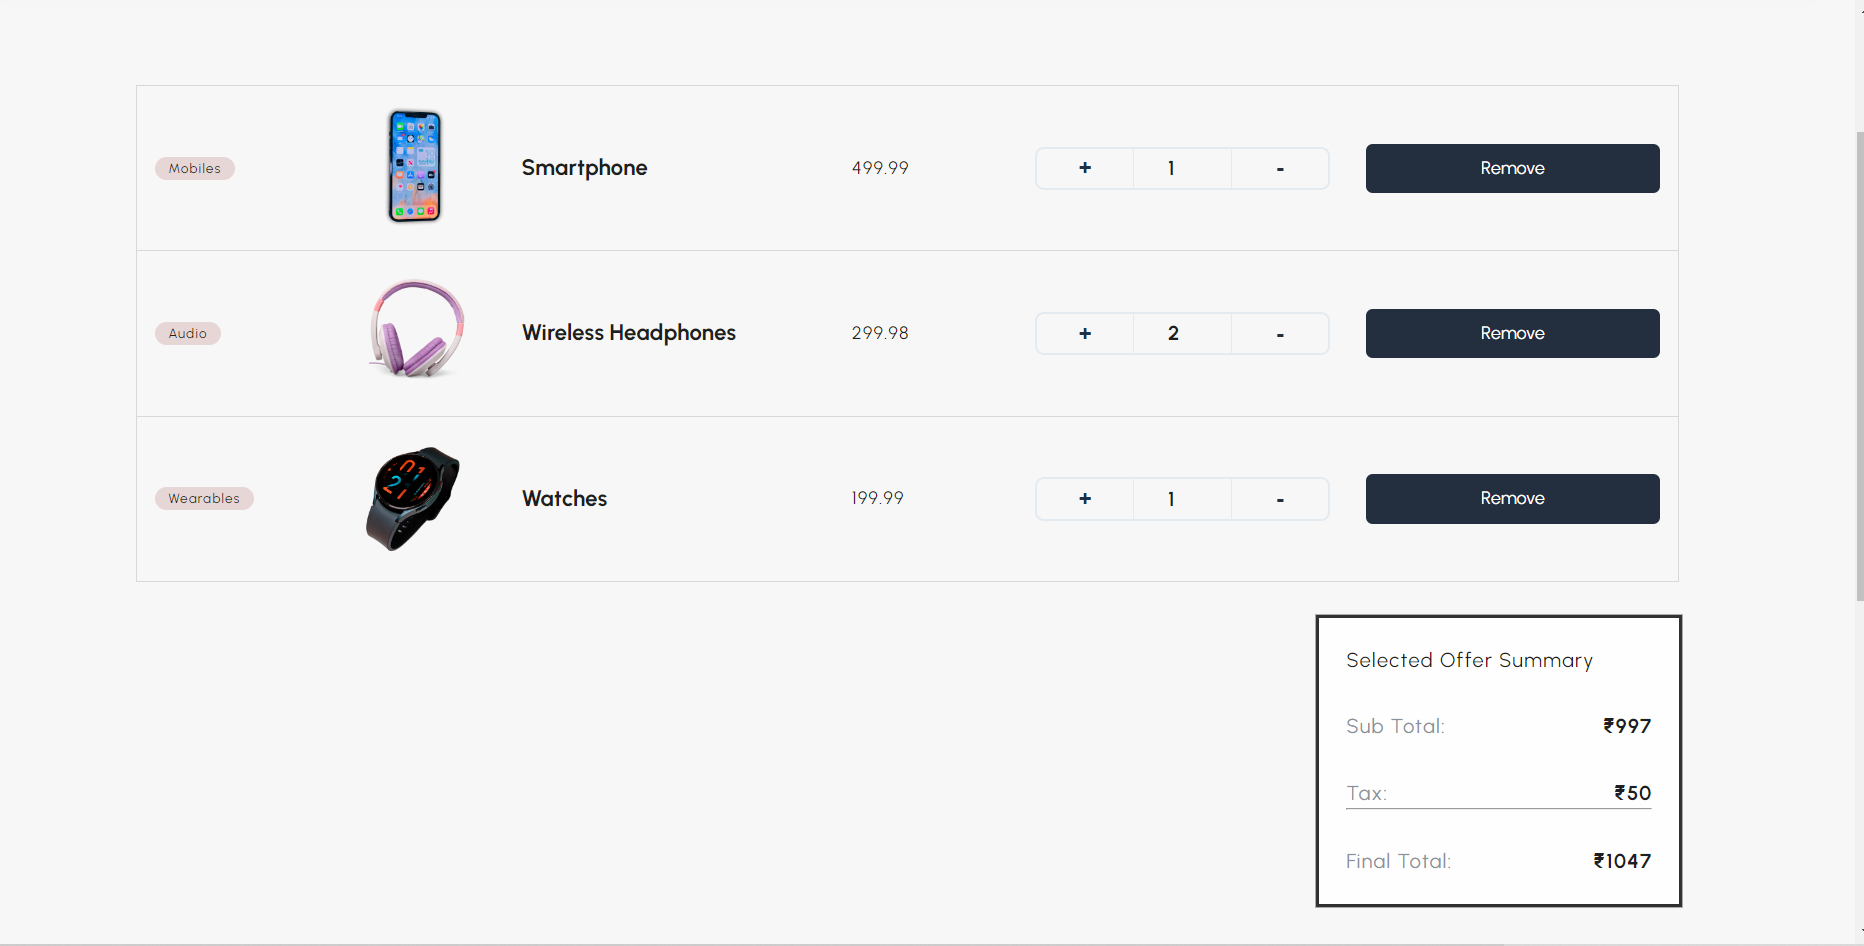 Mobiles Smartphone 499.99 + 1 - Remove
Audio Wireless Headphones 299.98 + 2 - Remove
Wearables Watches 199.99 + 1 - Remove
Selected Offer Summary
Sub Total: ₹997
Tax: ₹50
Final Total: ₹1047